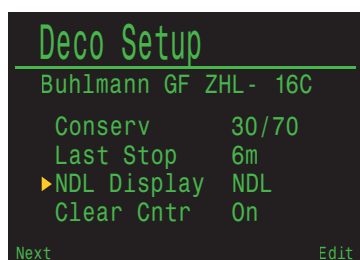 Deco Setup
Buhlmann GF ZHL- 16C
Conserv 30/70
Last Stop 6m
NDL Display NDL
Clear Cntr On
Next Edit